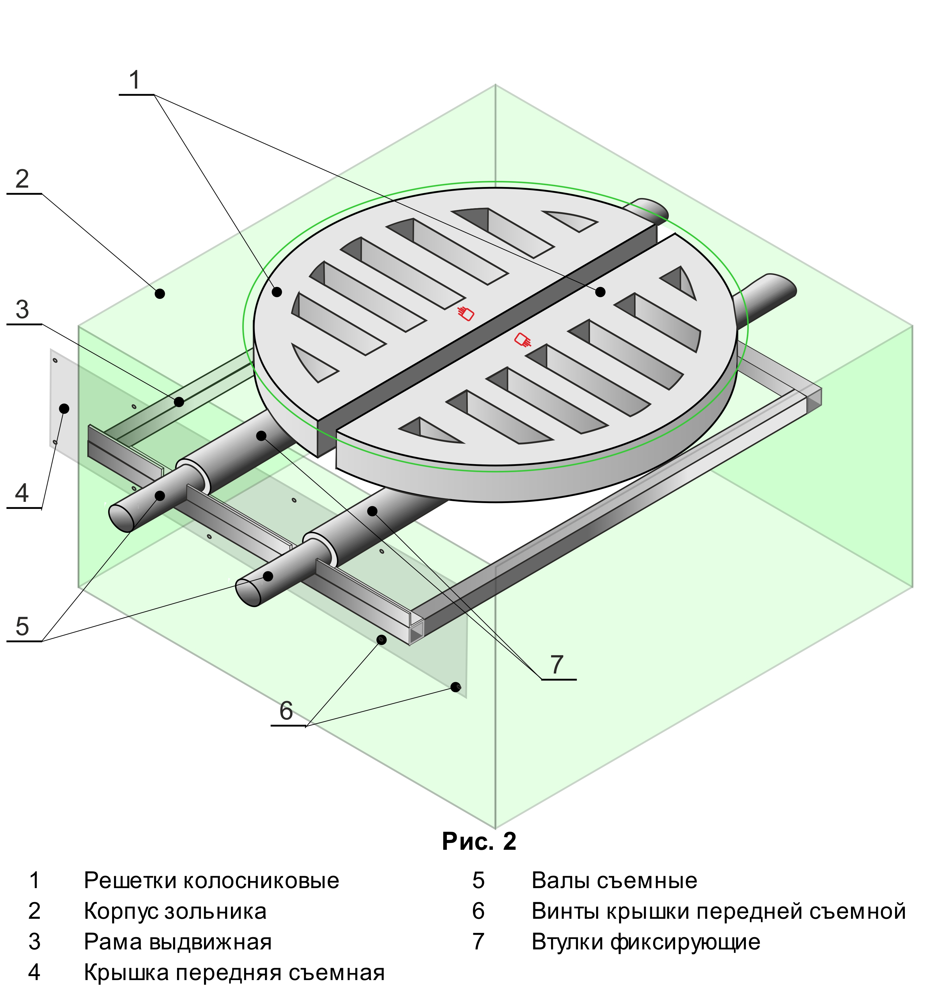 1
2
3
4
5
6
7
Рис. 2
1 Решетки колосниковые
2 Корпус зольника
3 Рама выдвижная
4 Крышка передняя съемная
5 Валы съемные
6 Винты крышки передней съемной
7 Втулки фиксирующие